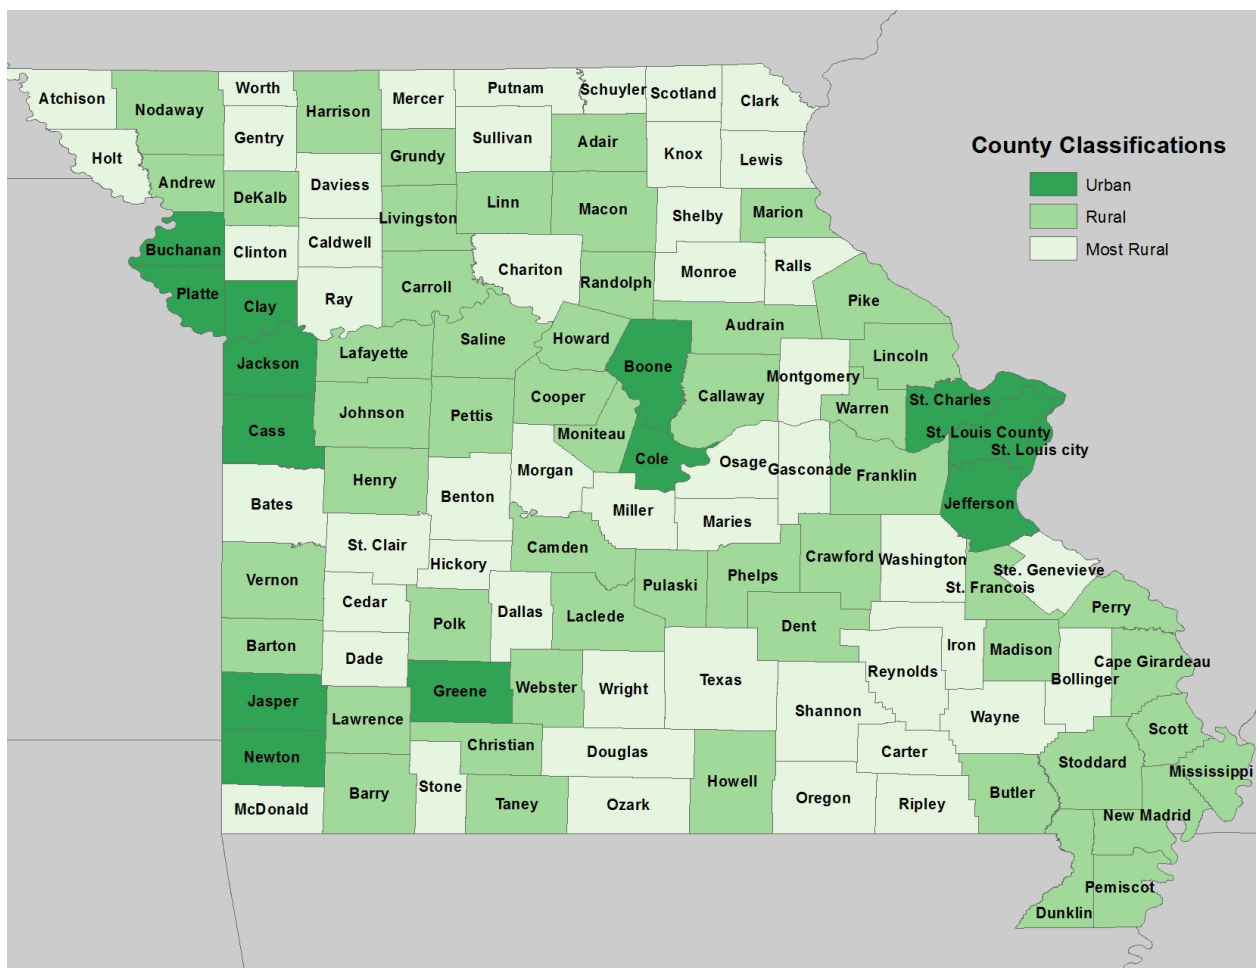 Atchison
Nodaway
Worth
Harrison
Mercer
Putnam
Schuyler
Scotland
Clark
Holt
Gentry
Sullivan
Adair
Knox
Lewis
Andrew
DeKalb
Daviess
Grundy
Livingston
Linn
Macon
Shelby
Marion
Buchanan
Clinton
Caldwell
Chariton
Randolph
Monroe
Ralls
Platte
Clay
Ray
Carroll
Pike
Jackson
Lafayette
Saline
Howard
Boone
Audrain
Lincoln
Cass
Johnson
Pettis
Cooper
Moniteau
Callaway
Montgomery
Warren
St. Charles
St. Louis County
St. Louis city
Bates
Henry
Benton
Morgan
Cole
Osage
Gasconade
Franklin
Jefferson
Miller
Maries
St. Clair
Hickory
Camden
Pulaski
Phelps
Crawford
Washington
St. Francois
Ste. Genevieve
Perry
Vernon
Cedar
Polk
Dallas
Laclede
Dent
Iron
Madison
Bollinger
Cape Girardeau
Barton
Dade
Greene
Webster
Wright
Texas
Shannon
Reynolds
Wayne
Scott
Jasper
Lawrence
Christian
Douglas
Carter
Stoddard
Mississippi
Newton
Barry
Stone
Taney
Ozark
Howell
Oregon
Ripley
Butler
New Madrid
McDonald
Pemiscot
Dunklin
County Classifications
Urban
Rural
Most Rural